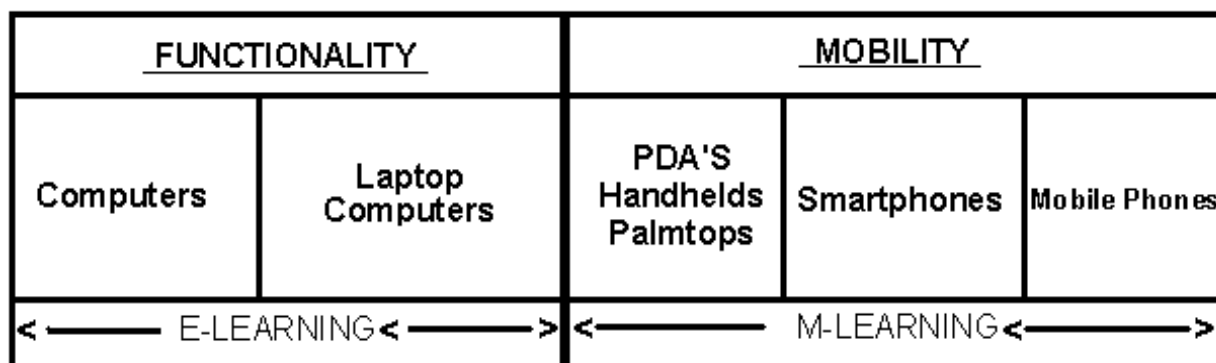 FUNCTIONALITY
MOBILITY
Computers
Laptop
Computers
PDA'S
Handhelds
Palmtops
Smartphones
Mobile Phones
E-LEARNING
M-LEARNING